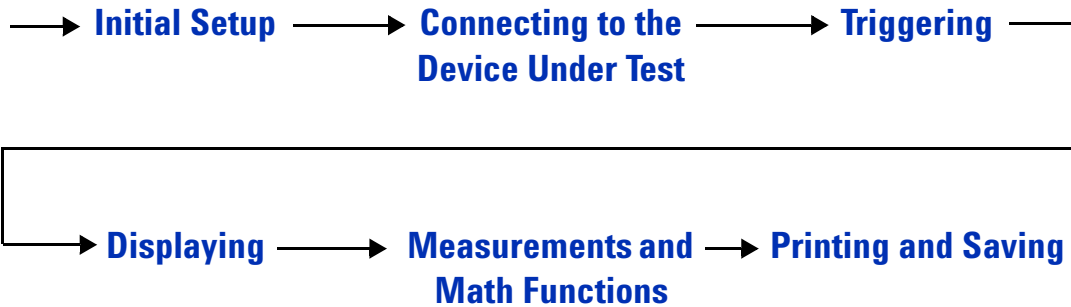 Initial Setup
Connecting to the
Device Under Test
Triggering
Displaying
Measurements and
Math Functions
Printing and Saving